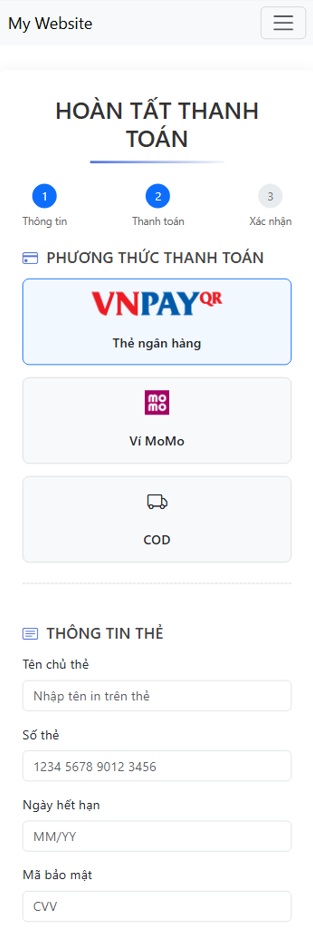 My Website
HOÀN TẤT THANH
TOÁN
1
2
3
Thông tin
Thanh toán
Xác nhận
PHƯƠNG THỨC THANH TOÁN
VNPAYQR
Thẻ ngân hàng
mo
mo
Ví MoMo
COD
THÔNG TIN THẺ
Tên chủ thẻ
Nhập tên in trên thẻ
Số thẻ
1234 5678 9012 3456
Ngày hết hạn
MM/YY
Mã bảo mật
CVV